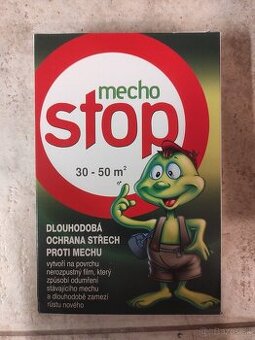 mecho
stop
30 - 50 m²
DLOUHODOBÁ
OCHRANA STŘECH
PROTI MECHU
vytvoří na povrchu
nerozpustný film, který
způsobí odumření
stávajícího mechu
a dlouhodobě zamezí
růstu nového